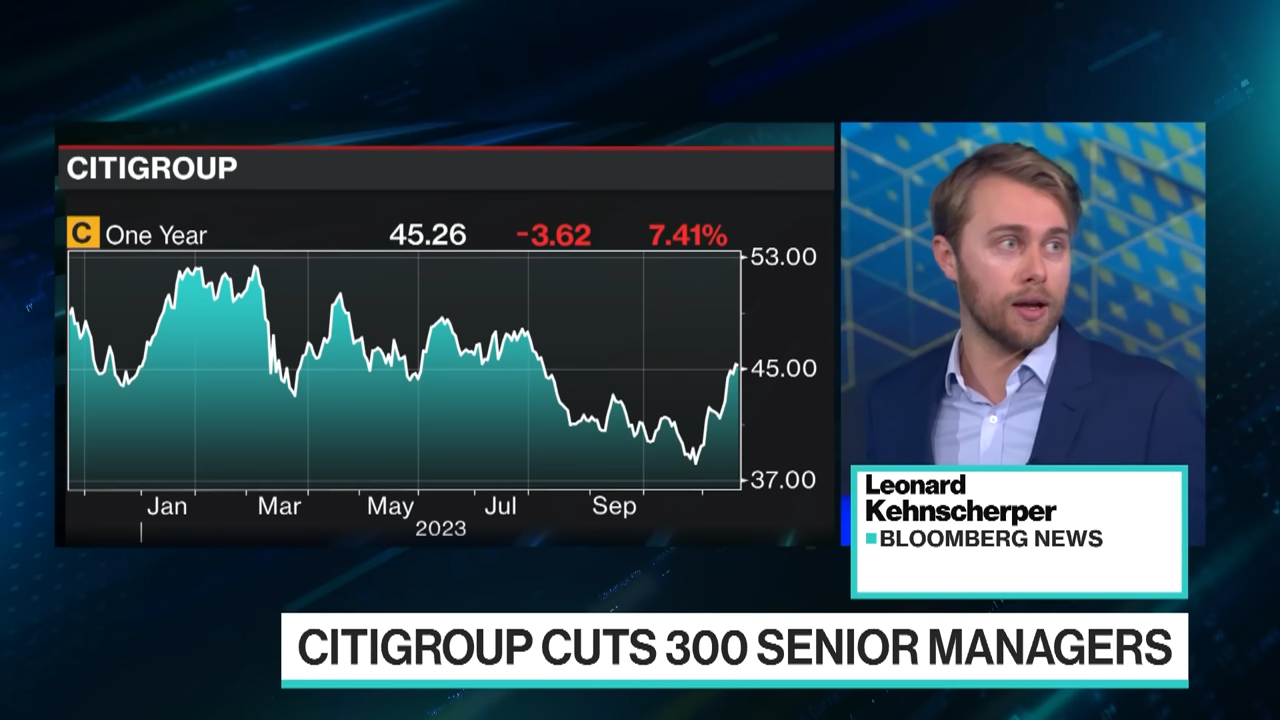 CITIGROUP
C One Year 45.26 -3.62 7.41%
53.00
45.00
37.00
Jan Mar May Jul Sep
2023
Leonard
Kehnscherper
BLOOMBERG NEWS
CITIGROUP CUTS 300 SENIOR MANAGERS